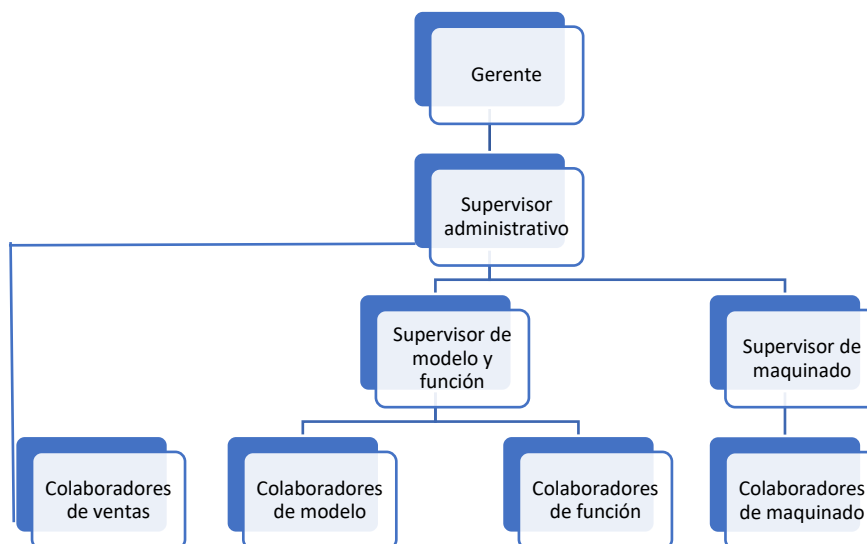 Gerente
Supervisor
administrativo
Supervisor de
modelo y
función
Supervisor de
maquinado
Colaboradores
de ventas
Colaboradores
de modelo
Colaboradores
de función
Colaboradores
de maquinado